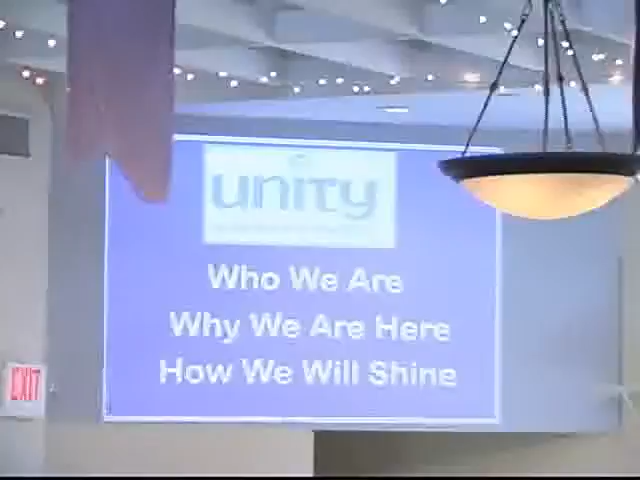 unity
Who We Are
Why We Are Here
How We Will Shine
EXIT